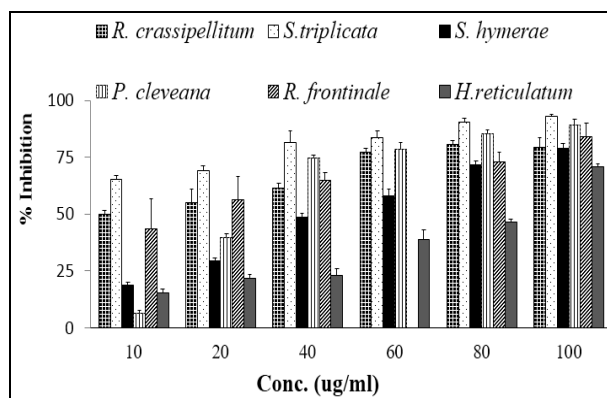 R. crassipellitum S.triplicata S. hymerae
P. cleveana R. frontinale H.reticulatum
100
75
50
25
0
% Inhibition
10 20 40 60 80 100
Conc. (ug/ml)